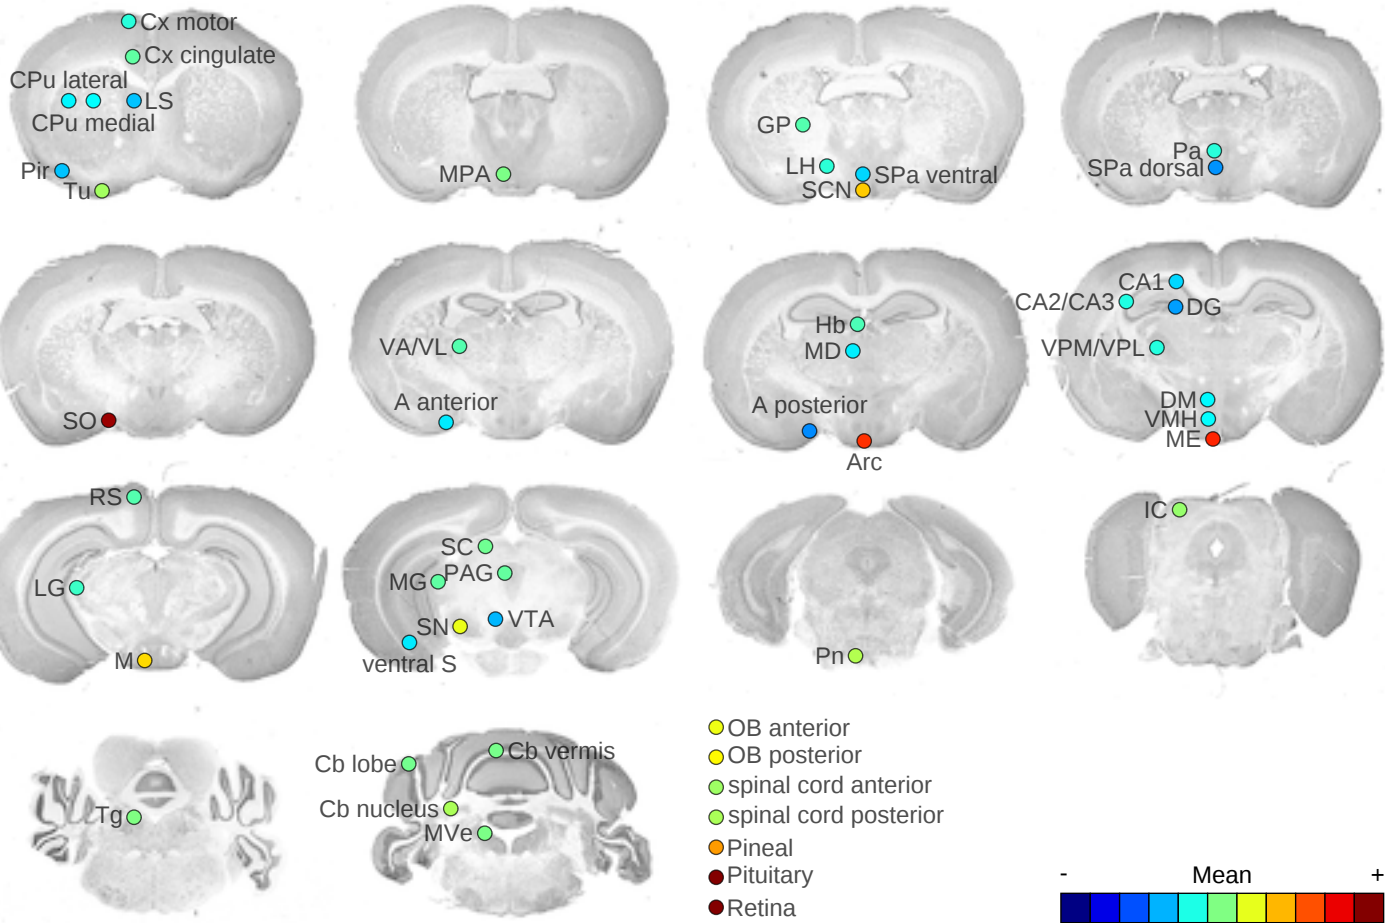 Cx motor
Cx cingulate
CPu lateral
LS
CPu medial
Pir
Tu
MPA
GP
LH
SPa ventral
SCN
Pa
SPa dorsal
SO
VA/VL
A anterior
Hb
MD
A posterior
Arc
CA1
CA2/CA3
DG
VPM/VPL
DM
VMH
ME
RS
LG
M
SC
PAG
MG
SN
VTA
ventral S
Pn
IC
Tg
Cb vermis
Cb lobe
Cb nucleus
MVe
OB anterior
OB posterior
spinal cord anterior
spinal cord posterior
Pineal
Pituitary
Retina
- Mean +